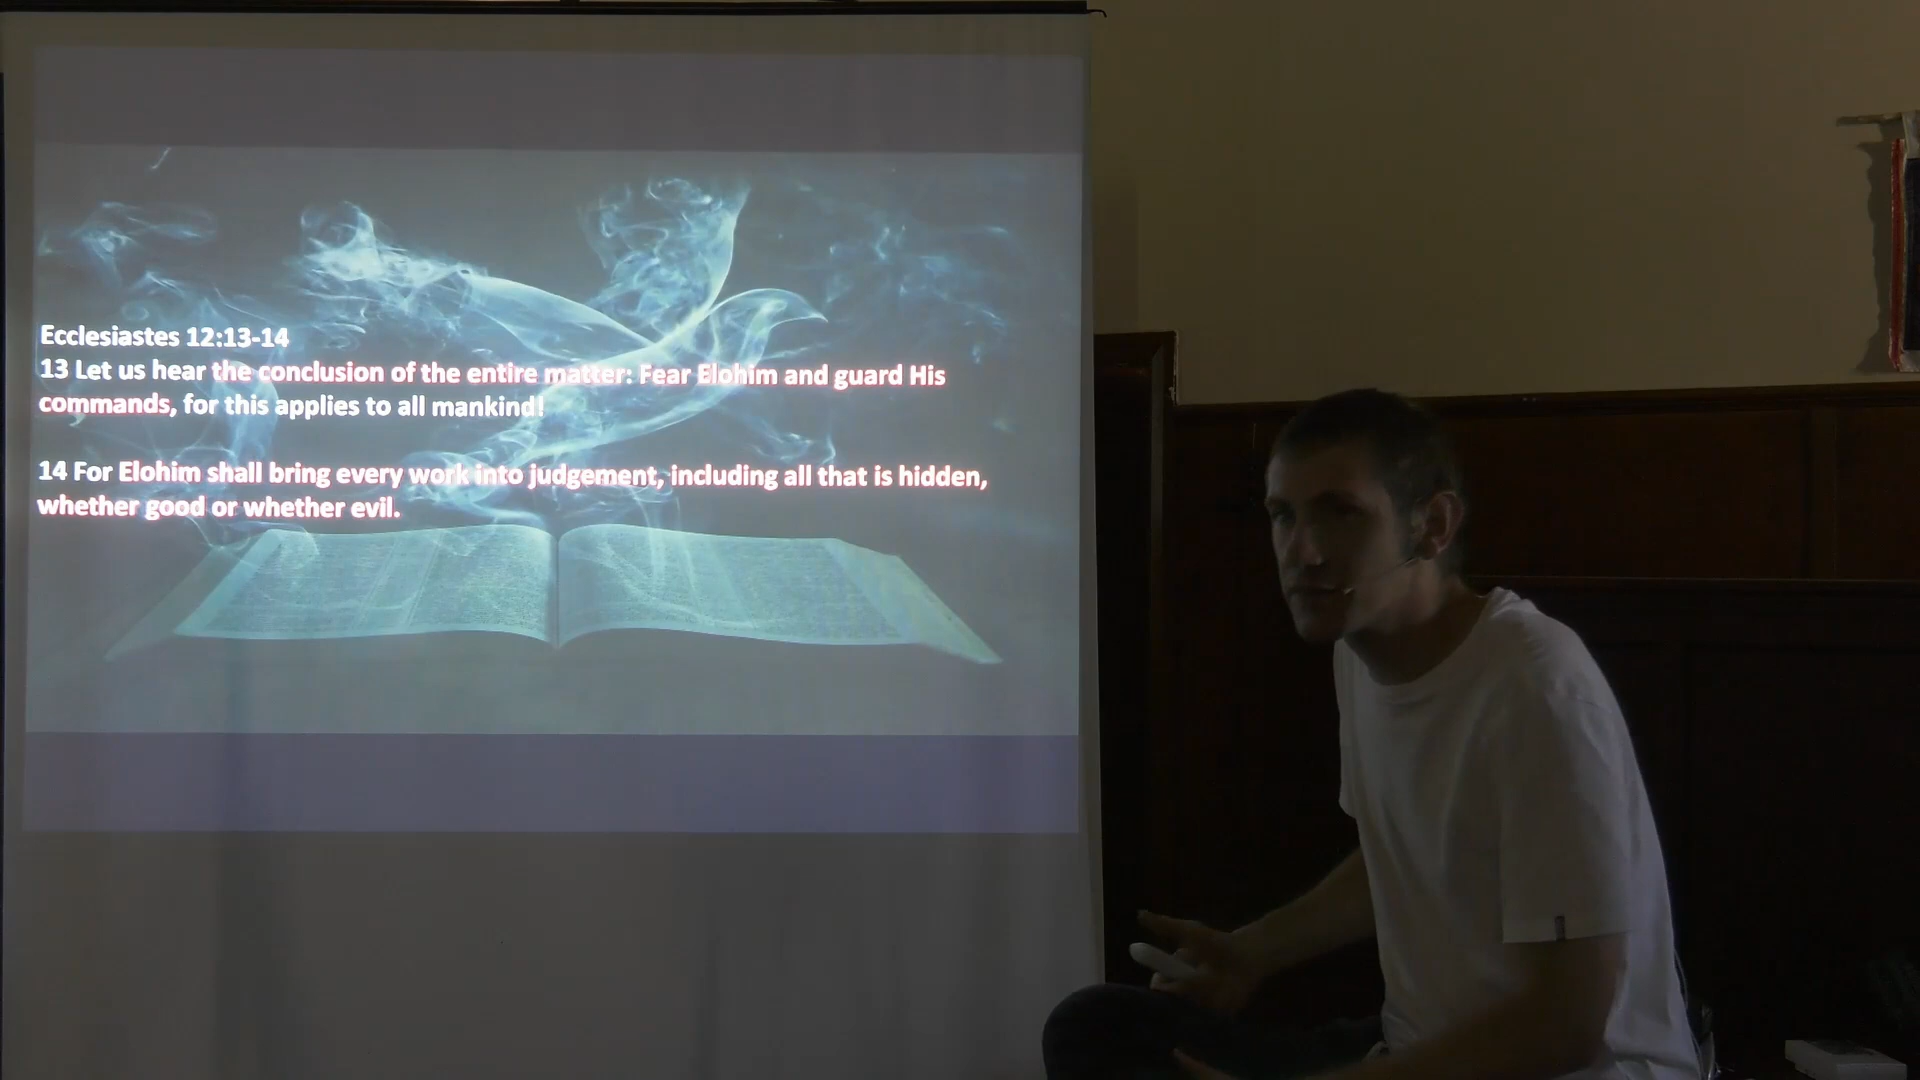 Ecclesiastes 12:13-14
13 Let us hear the conclusion of the entire matter: Fear Elohim and guard His
commands, for this applies to all mankind!
14 For Elohim shall bring every work into judgement, including all that is hidden,
whether good or whether evil.